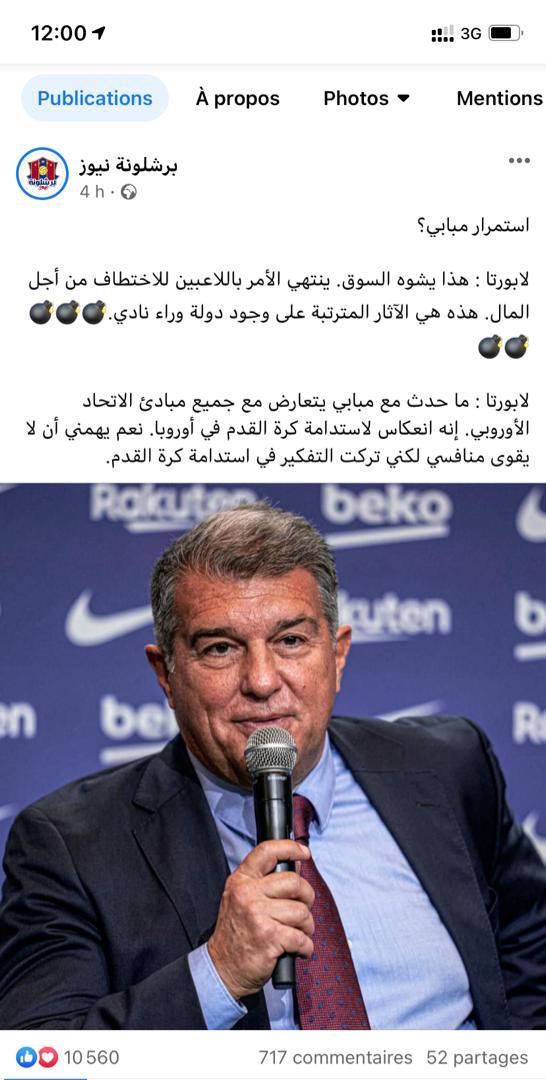 12:00
3G
Publications À propos Photos Mentions
برشلونة نيوز
4 h ·
استمرار مبابي؟
لابورتا : هذا يشوه السوق. ينتهي الأمر باللاعبين للاختطاف من أجل
المال. هذه هي الآثار المترتبة على وجود دولة وراء نادي.💣💣💣
💣💣
لابورتا : ما حدث مع مبابي يتعارض مع جميع مبادئ الاتحاد
الأوروبي. إنه انعكاس لاستدامة كرة القدم في أوروبا. نعم يهمني أن لا
يقوى منافسي لكني تركت التفكير في استدامة كرة القدم.
Rakuten beko
kuten b
en bek R
10 560 717 commentaires 52 partages